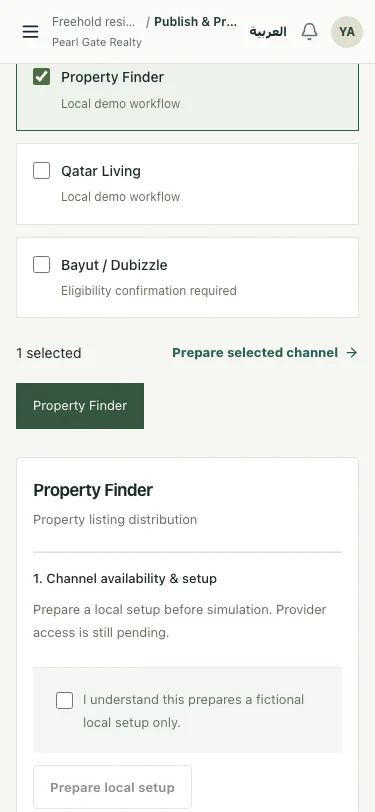 Freehold resi... / Publish & Pr...
Pearl Gate Realty
العربية
YA
Property Finder
Local demo workflow
Qatar Living
Local demo workflow
Bayut / Dubizzle
Eligibility confirmation required
1 selected
Prepare selected channel →
Property Finder
Property Finder
Property listing distribution
1. Channel availability & setup
Prepare a local setup before simulation. Provider
access is still pending.
I understand this prepares a fictional
local setup only.
Prepare local setup